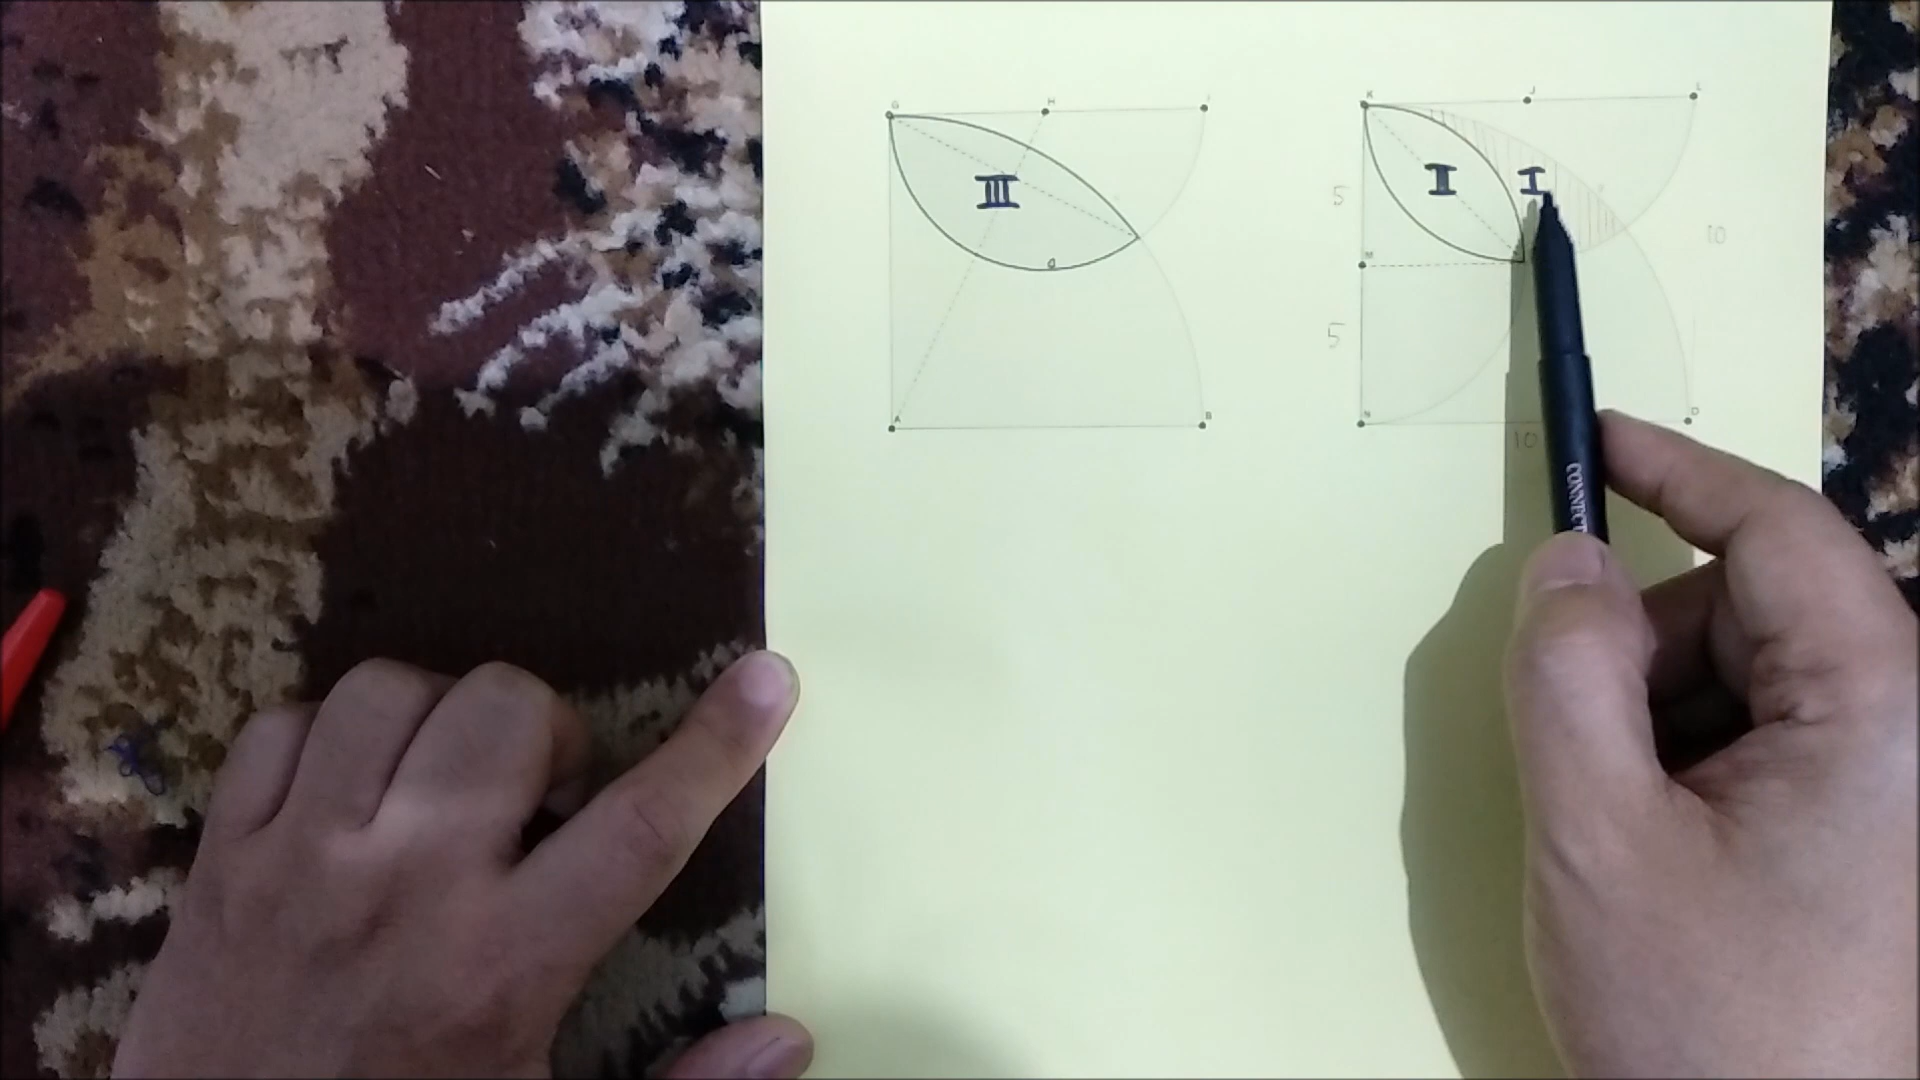 G H I
III
A B
K J L
II I
5 M 10
5
N D
10
CONNECT